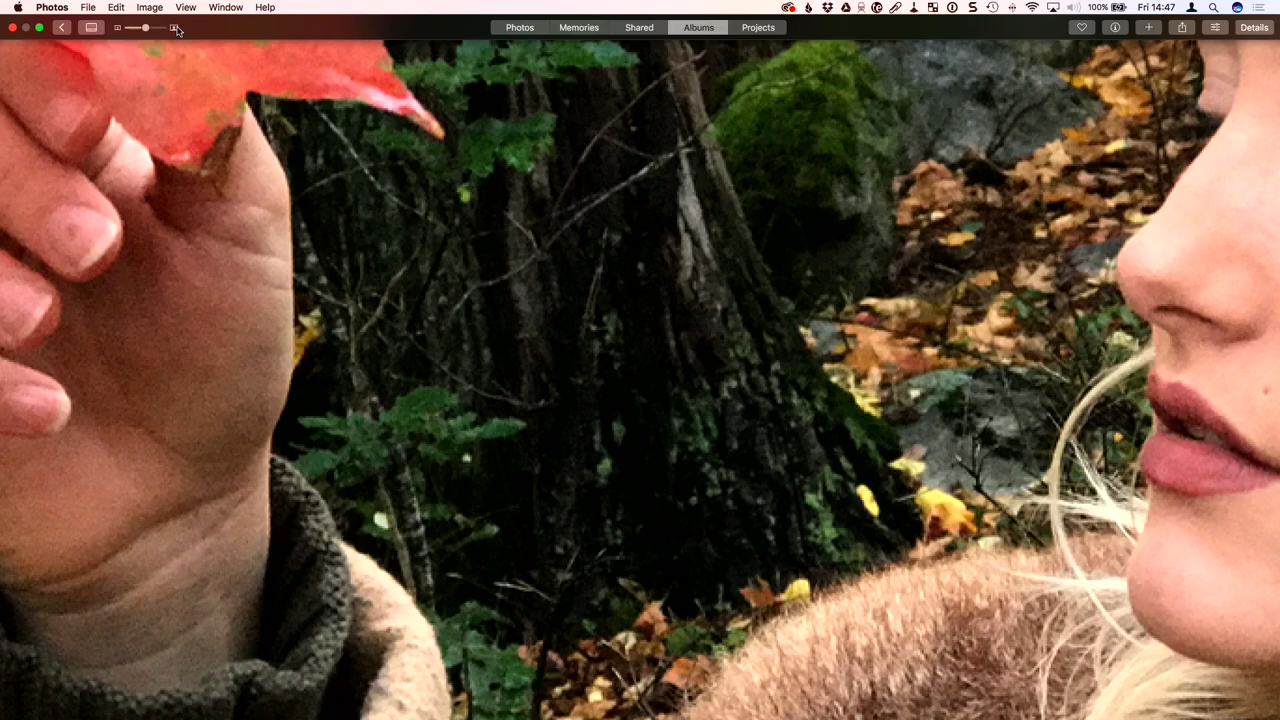 Photos File Edit Image View Window Help 100% Fri 14:47
Photos Memories Shared Albums Projects Details